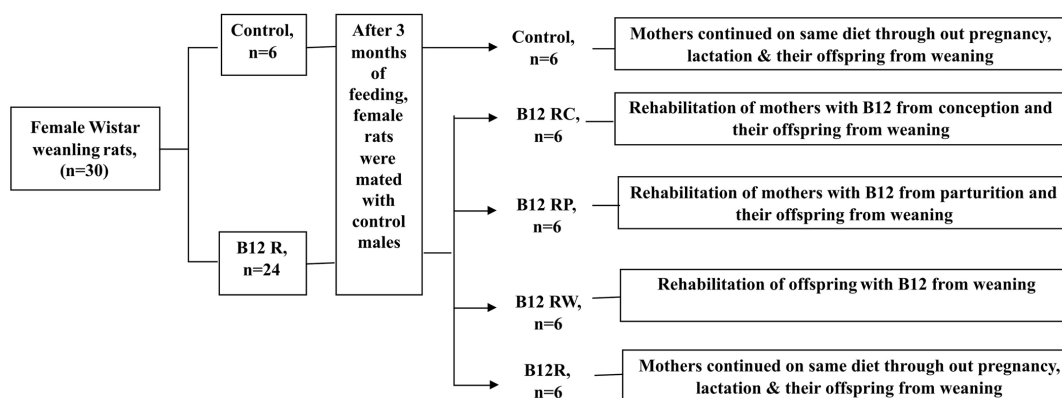 Female Wistar
weanling rats,
(n=30)
Control,
n=6
B12 R,
n=24
After 3
months
of
feeding,
female
rats
were
mated
with
control
males
Control,
n=6
Mothers continued on same diet through out pregnancy,
lactation & their offspring from weaning
B12 RC,
n=6
Rehabilitation of mothers with B12 from conception and
their offspring from weaning
B12 RP,
n=6
Rehabilitation of mothers with B12 from parturition and
their offspring from weaning
B12 RW,
n=6
Rehabilitation of offspring with B12 from weaning
B12R,
n=6
Mothers continued on same diet through out pregnancy,
lactation & their offspring from weaning